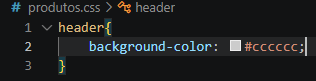 produtos.css > header
1 header{
2 background-color: #cccccc;
3 }